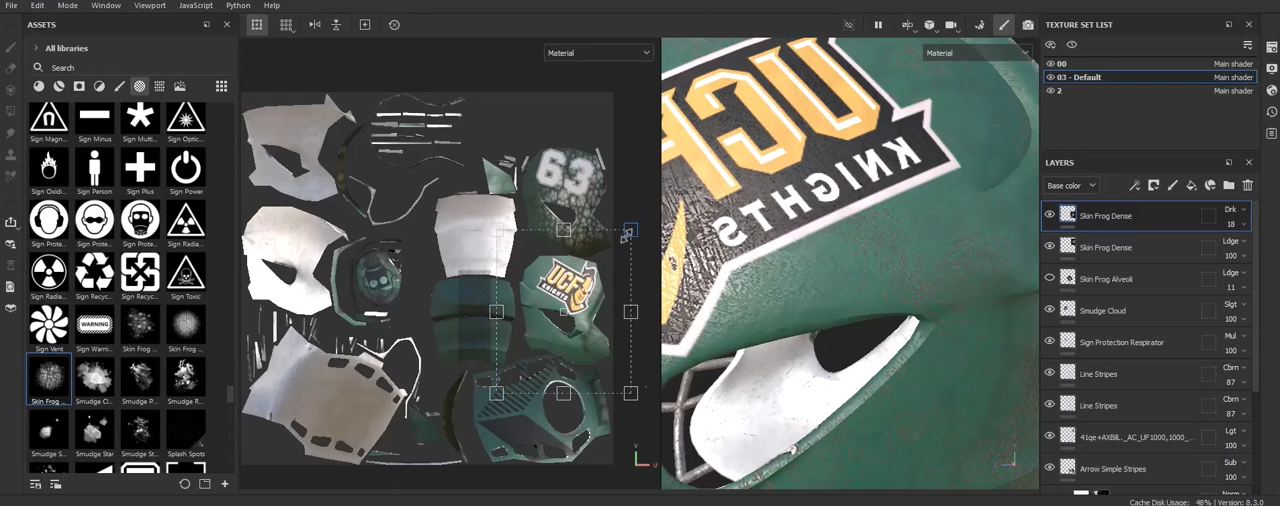 File Edit Mode Window Viewport JavaScript Python Help
ASSETS
All libraries
Search
Sign Magn... Sign Minus Sign Multi... Sign Optic...
Sign Oxidi... Sign Person Sign Plus Sign Power
Sign Prote... Sign Prote... Sign Prote... Sign Radia...
Sign Radia... Sign Recyc... Sign Recyc... Sign Toxic
WARNING
Sign Vent Sign Warni... Skin Frog ... Skin Frog ...
Skin Frog ... Smudge Cl... Smudge P... Smudge R...
Smudge S... Smudge Star Smudge St... Splash Spots
Material
63
UCF
KNIGHTS
Material
UCF
KNIGHTS
TEXTURE SET LIST
00 Main shader
03 - Default Main shader
2 Main shader
LAYERS
Base color
Skin Frog Dense Drk 18
Skin Frog Dense Ldge 100
Skin Frog Alveoli Ldge 11
Smudge Cloud Slgt 100
Sign Protection Respirator Mul 100
Line Stripes Cbrn 87
Line Stripes Cbrn 87
41qe+AXBiL._AC_UF1000,1000_... Lgt 100
Arrow Simple Stripes Sub 100
Norm
Cache Disk Usage: 48% | Version: 8.3.0